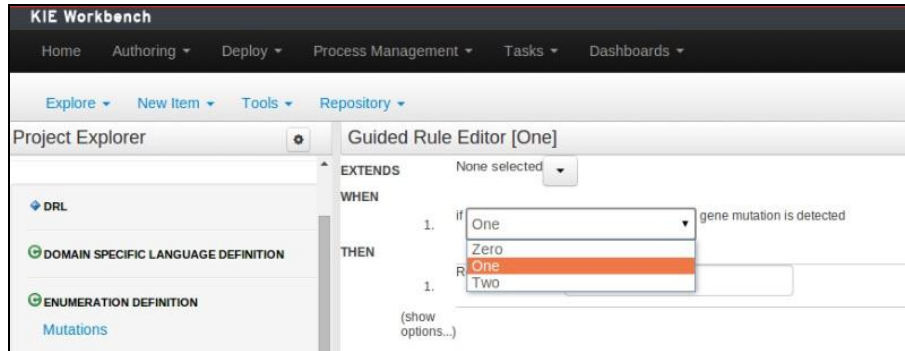 KIE Workbench
Home Authoring Deploy Process Management Tasks Dashboards
Explore New Item Tools Repository
Project Explorer
Guided Rule Editor [One]
EXTENDS None selected
WHEN
1. if One gene mutation is detected
Zero
One
Two
THEN
1. R
(show
options...)
DRL
DOMAIN SPECIFIC LANGUAGE DEFINITION
ENUMERATION DEFINITION
Mutations